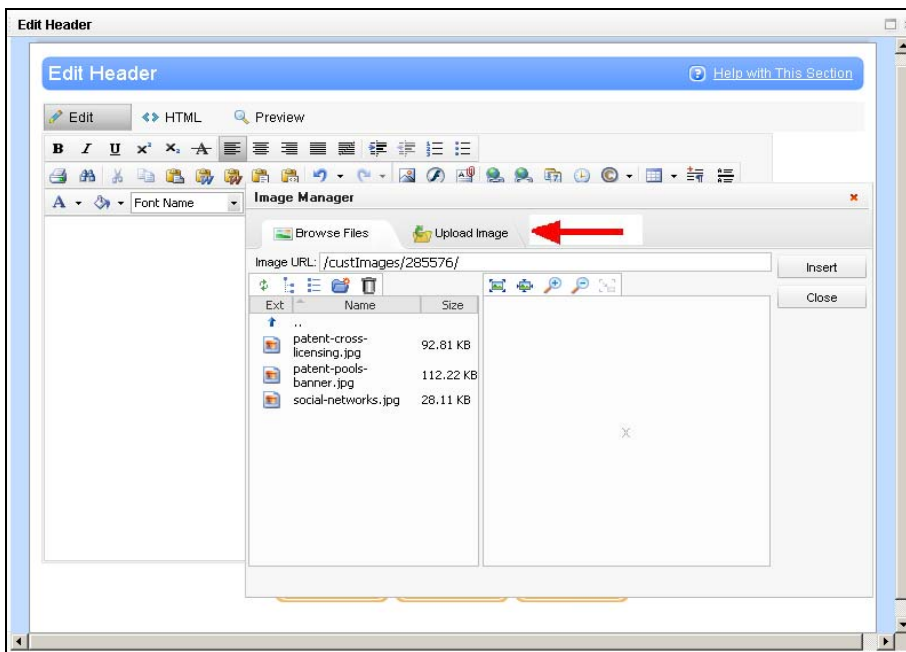 Edit Header
Edit Header
Help with This Section
Edit HTML Preview
B I U x² X₂ A
A Font Name
Image Manager
Browse Files Upload Image
Image URL: /custImages/285576/
Insert
Close
Ext Name Size
..
patent-cross-
licensing.jpg 92.81 KB
patent-pools-
banner.jpg 112.22 KB
social-networks.jpg 28.11 KB